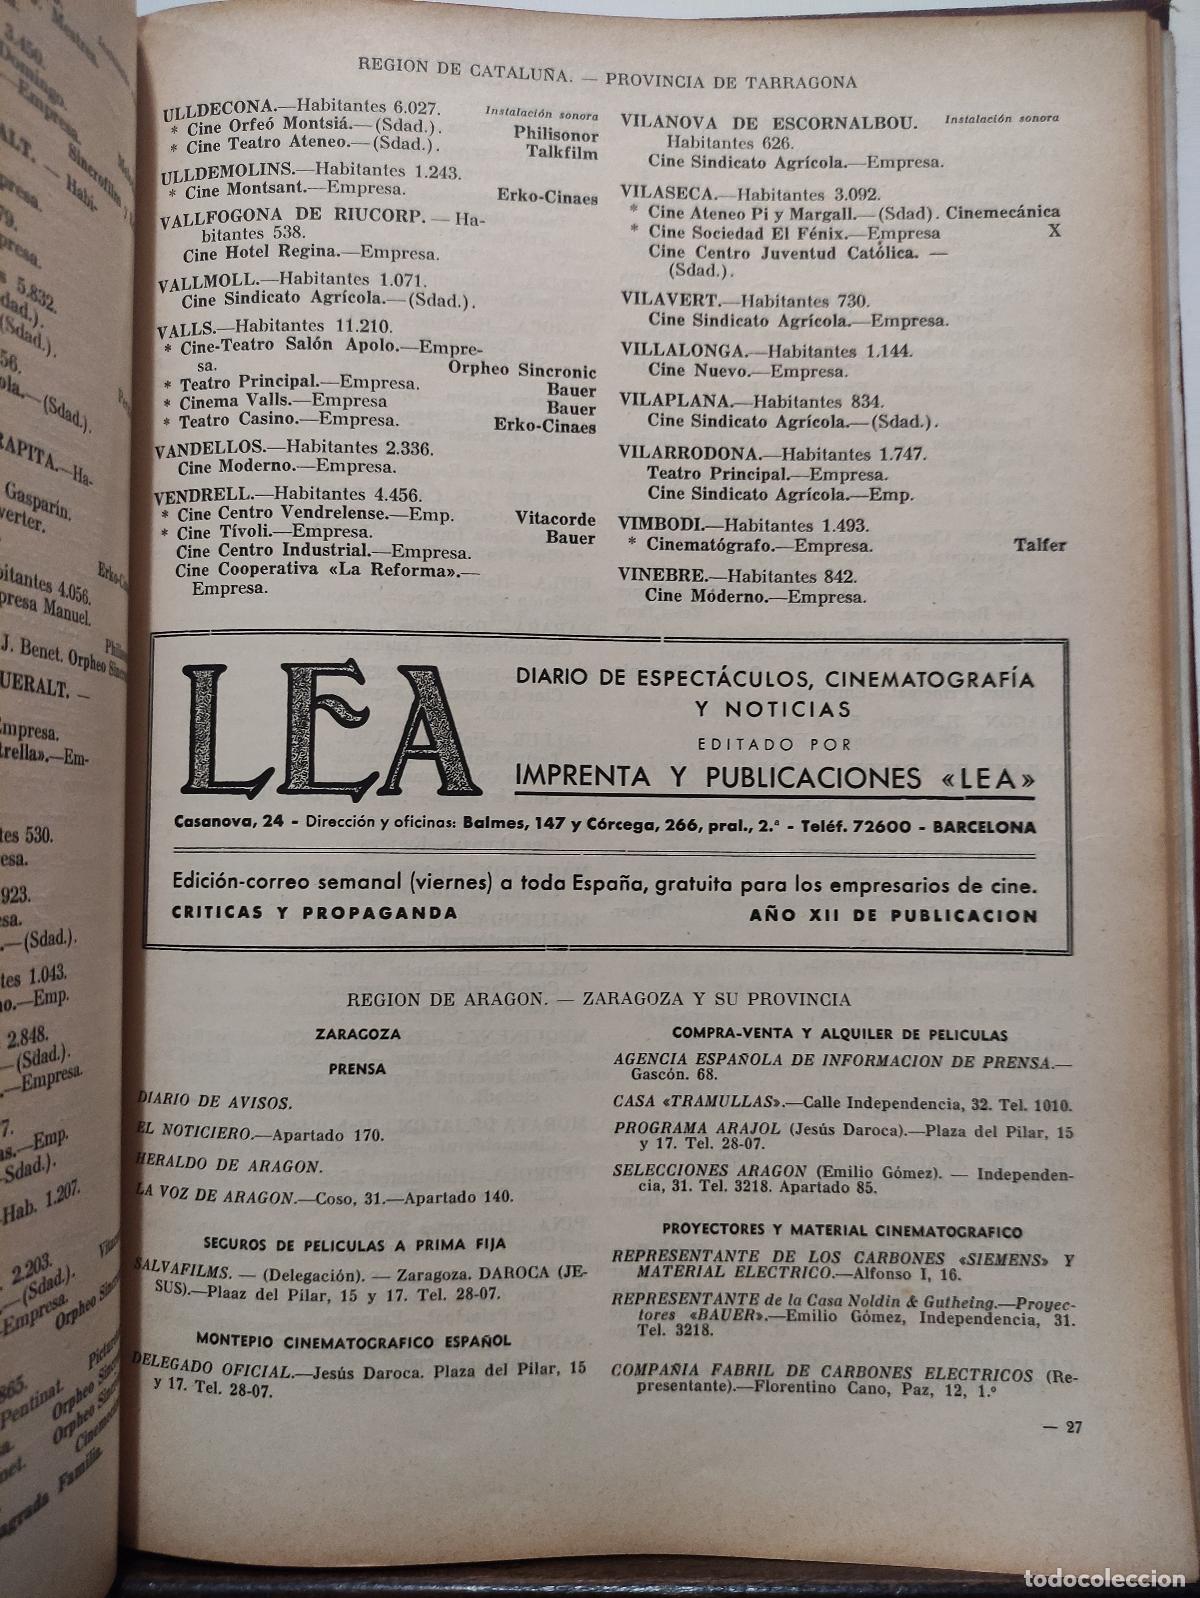 REGION DE CATALUÑA. — PROVINCIA DE TARRAGONA
ULLDECONA.—Habitantes 6.027. Instalación sonora
* Cine Orfeó Montsiá.—(Sdad.). Philisonor
* Cine Teatro Ateneo.—(Sdad.). Talkfilm
ULLDEMOLINS.—Habitantes 1.243.
* Cine Montsant.—Empresa. Erko-Cinaes
VALLFOGONA DE RIUCORP. — Ha-
bitantes 538.
Cine Hotel Regina.—Empresa.
VALLMOLL.—Habitantes 1.071.
Cine Sindicato Agrícola.—(Sdad.).
VALLS.—Habitantes 11.210.
* Cine-Teatro Salón Apolo.—Empre-
sa. Orpheo Sincronic
* Teatro Principal.—Empresa. Bauer
* Cinema Valls.—Empresa Bauer
* Teatro Casino.—Empresa. Erko-Cinaes
VANDELLOS.—Habitantes 2.336.
Cine Moderno.—Empresa.
VENDRELL.—Habitantes 4.456.
* Cine Centro Vendrelense.—Emp. Vitacorde
* Cine Tívoli.—Empresa. Bauer
Cine Centro Industrial.—Empresa.
Cine Cooperativa «La Reforma».—
Empresa.
VILANOVA DE ESCORNALBOU. Instalación sonora
Habitantes 626.
Cine Sindicato Agrícola.—Empresa.
VILASECA.—Habitantes 3.092.
* Cine Ateneo Pi y Margall.—(Sdad). Cinemecánica
* Cine Sociedad El Fénix.—Empresa X
Cine Centro Juventud Católica. —
(Sdad.).
VILAVERT.—Habitantes 730.
Cine Sindicato Agrícola.—Empresa.
VILLALONGA.—Habitantes 1.144.
Cine Nuevo.—Empresa.
VILAPLANA.—Habitantes 834.
Cine Sindicato Agrícola.—(Sdad.).
VILARRODONA.—Habitantes 1.747.
Teatro Principal.—Empresa.
Cine Sindicato Agrícola.—Emp.
VIMBODI.—Habitantes 1.493.
* Cinematógrafo.—Empresa. Talfer
VINEBRE.—Habitantes 842.
Cine Moderno.—Empresa.
LEA
DIARIO DE ESPECTÁCULOS, CINEMATOGRAFÍA
Y NOTICIAS
EDITADO POR
IMPRENTA Y PUBLICACIONES «LEA»
Casanova, 24 - Dirección y oficinas: Balmes, 147 y Córcega, 266, pral., 2.ª - Teléf. 72600 - BARCELONA
Edición-correo semanal (viernes) a toda España, gratuita para los empresarios de cine.
CRITICAS Y PROPAGANDA AÑO XII DE PUBLICACION
REGION DE ARAGON. — ZARAGOZA Y SU PROVINCIA
ZARAGOZA
PRENSA
DIARIO DE AVISOS.
EL NOTICIERO.—Apartado 170.
HERALDO DE ARAGON.
LA VOZ DE ARAGON.—Coso, 31.—Apartado 140.
SEGUROS DE PELICULAS A PRIMA FIJA
SALVAFILMS. — (Delegación). — Zaragoza. DAROCA (JE-
SUS).—Plaaz del Pilar, 15 y 17. Tel. 28-07.
MONTEPIO CINEMATOGRAFICO ESPAÑOL
DELEGADO OFICIAL.—Jesús Daroca. Plaza del Pilar, 15
y 17. Tel. 28-07.
COMPRA-VENTA Y ALQUILER DE PELICULAS
AGENCIA ESPAÑOLA DE INFORMACION DE PRENSA.—
Gascón. 68.
CASA «TRAMULLAS».—Calle Independencia, 32. Tel. 1010.
PROGRAMA ARAJOL (Jesús Daroca).—Plaza del Pilar, 15
y 17. Tel. 28-07.
SELECCIONES ARAGON (Emilio Gómez). — Independen-
cia, 31. Tel. 3218. Apartado 85.
PROYECTORES Y MATERIAL CINEMATOGRAFICO
REPRESENTANTE DE LOS CARBONES «SIEMENS» Y
MATERIAL ELECTRICO.—Alfonso I, 16.
REPRESENTANTE de la Casa Noldin & Gutheing.—Proyec-
tores «BAUER».—Emilio Gómez, Independencia, 31.
Tel. 3218.
COMPAÑIA FABRIL DE CARBONES ELECTRICOS (Re-
presentante).—Florentino Cano, Paz, 12, 1.º
— 27
todocoleccion